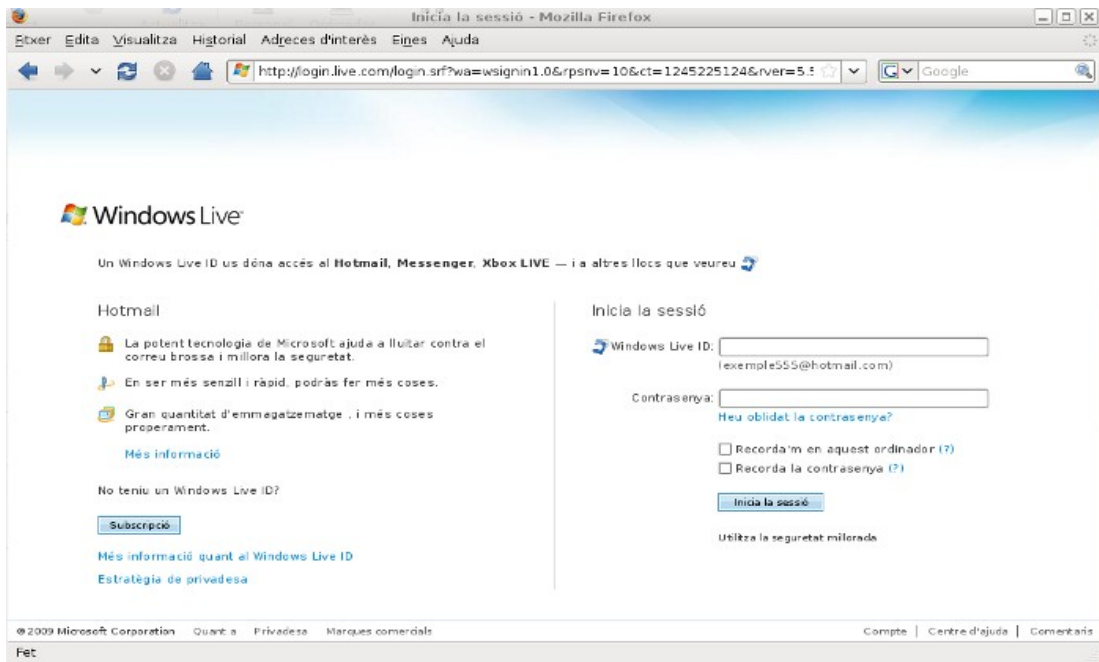 Inicia la sessió - Mozilla Firefox
Fitxer Edita Visualitza Historial Adreces d'interès Eines Ajuda
http://login.live.com/login.srf?wa=wsignin1.0&rpsnv=10&ct=1245225124&rver=5.5
Google
Windows Live
Un Windows Live ID us dóna accés al Hotmail, Messenger, Xbox LIVE — i a altres llocs que veureu
Hotmail
La potent tecnologia de Microsoft ajuda a lluitar contra el
correu brossa i millora la seguretat.
En ser més senzill i ràpid, podràs fer més coses.
Gran quantitat d'emmagatzematge , i més coses
properament.
Més informació
No teniu un Windows Live ID?
Subscripció
Més informació quant al Windows Live ID
Estratègia de privadesa
Inicia la sessió
Windows Live ID:
(exemple555@hotmail.com)
Contrasenya:
Heu oblidat la contrasenya?
Recorda'm en aquest ordinador (?)
Recorda la contrasenya (?)
Inicia la sessió
Utilitza la seguretat millorada
© 2009 Microsoft Corporation Quant a Privadesa Marques comercials
Compte | Centre d'ajuda | Comentaris
Fet